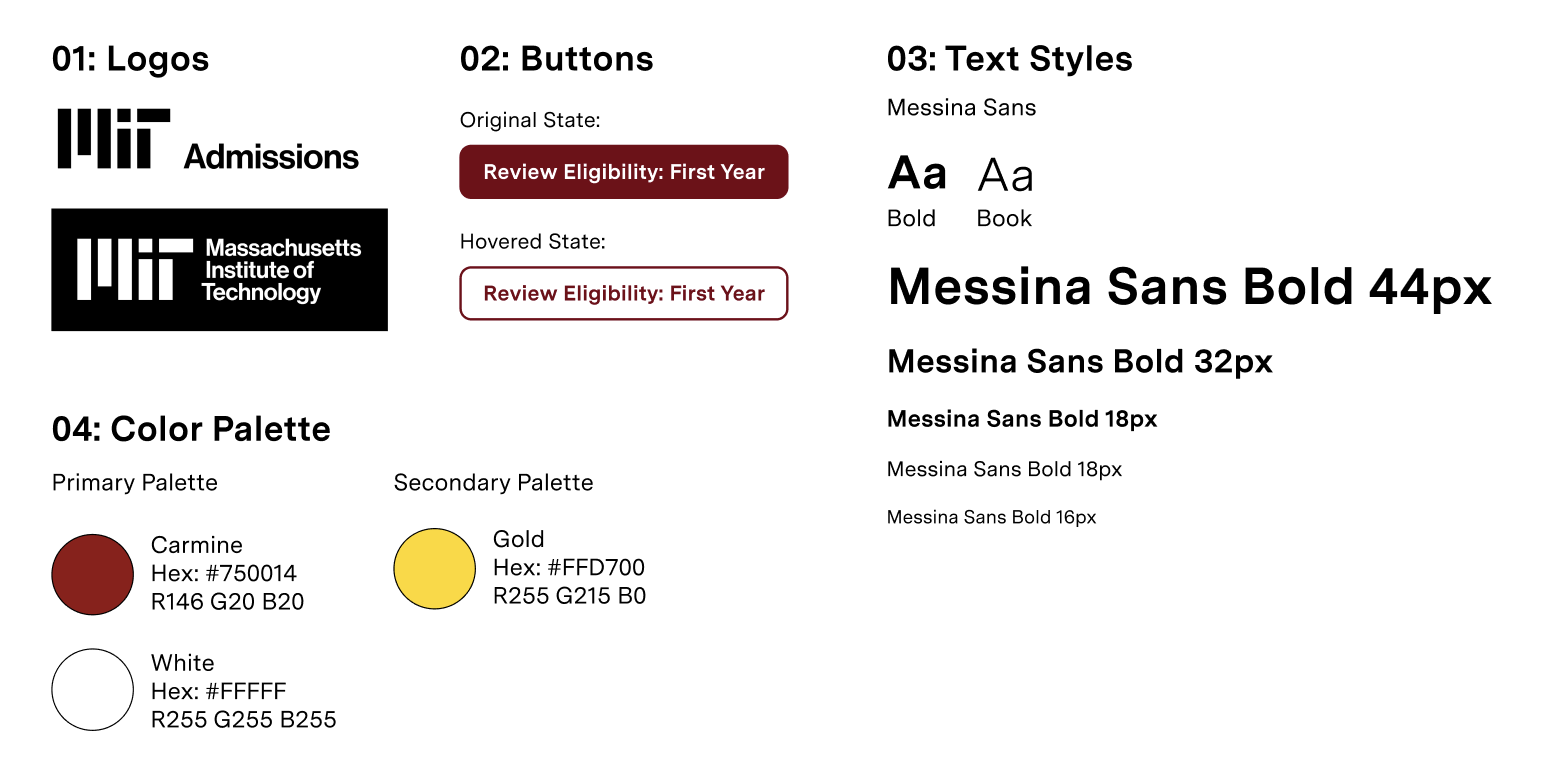 01: Logos
MIT Admissions
MIT Massachusetts
Institute of
Technology
02: Buttons
Original State:
Review Eligibility: First Year
Hovered State:
Review Eligibility: First Year
03: Text Styles
Messina Sans
Aa Aa
Bold Book
Messina Sans Bold 44px
Messina Sans Bold 32px
Messina Sans Bold 18px
Messina Sans Bold 18px
Messina Sans Bold 16px
04: Color Palette
Primary Palette
Carmine
Hex: #750014
R146 G20 B20
White
Hex: #FFFFF
R255 G255 B255
Secondary Palette
Gold
Hex: #FFD700
R255 G215 B0